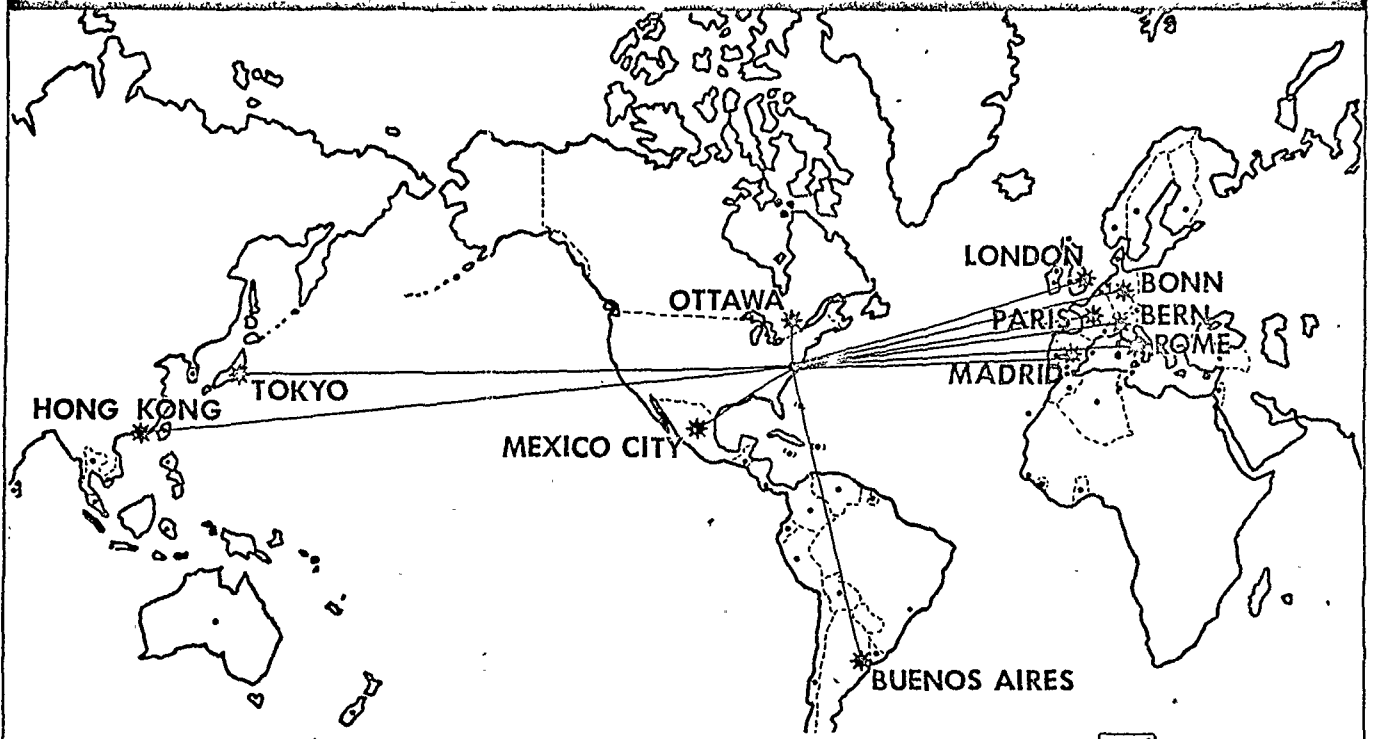 LONDON
BONN
OTTAWA
PARIS
BERN
ROME
MADRID
TOKYO
HONG KONG
MEXICO CITY
BUENOS AIRES